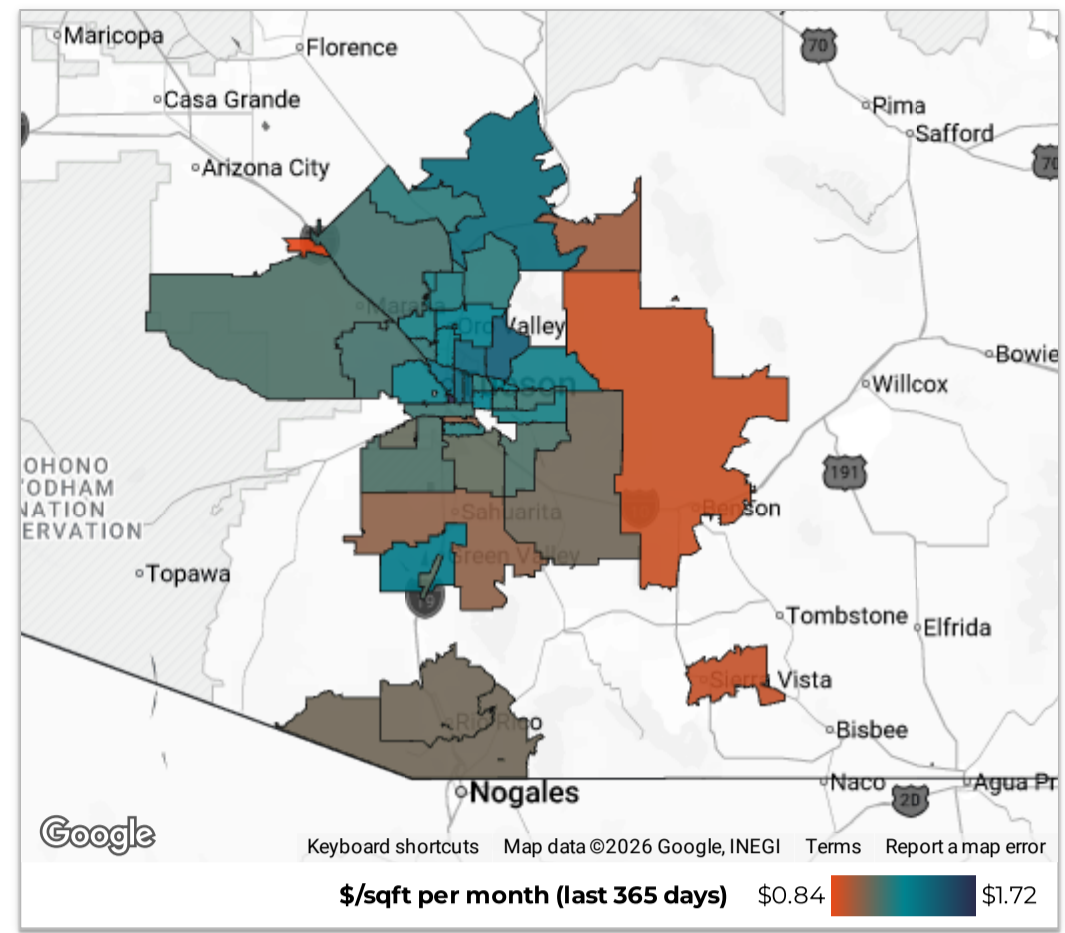 Maricopa
Florence
70
Casa Grande
Pima
Safford
Arizona City
70
Marana
Oro Valley
Bowie
Tucson
Willcox
OHONO
'ODHAM
NATION
ERVATION
191
Benson
Sahuarita
Green Valley
Topawa
19
Tombstone
Elfrida
Sierra Vista
Rio Rico
Bisbee
Naco
Agua Pr
Nogales
2D
Google
Keyboard shortcuts
Map data ©2026 Google, INEGI
Terms
Report a map error
$/sqft per month (last 365 days)
$0.84
$1.72